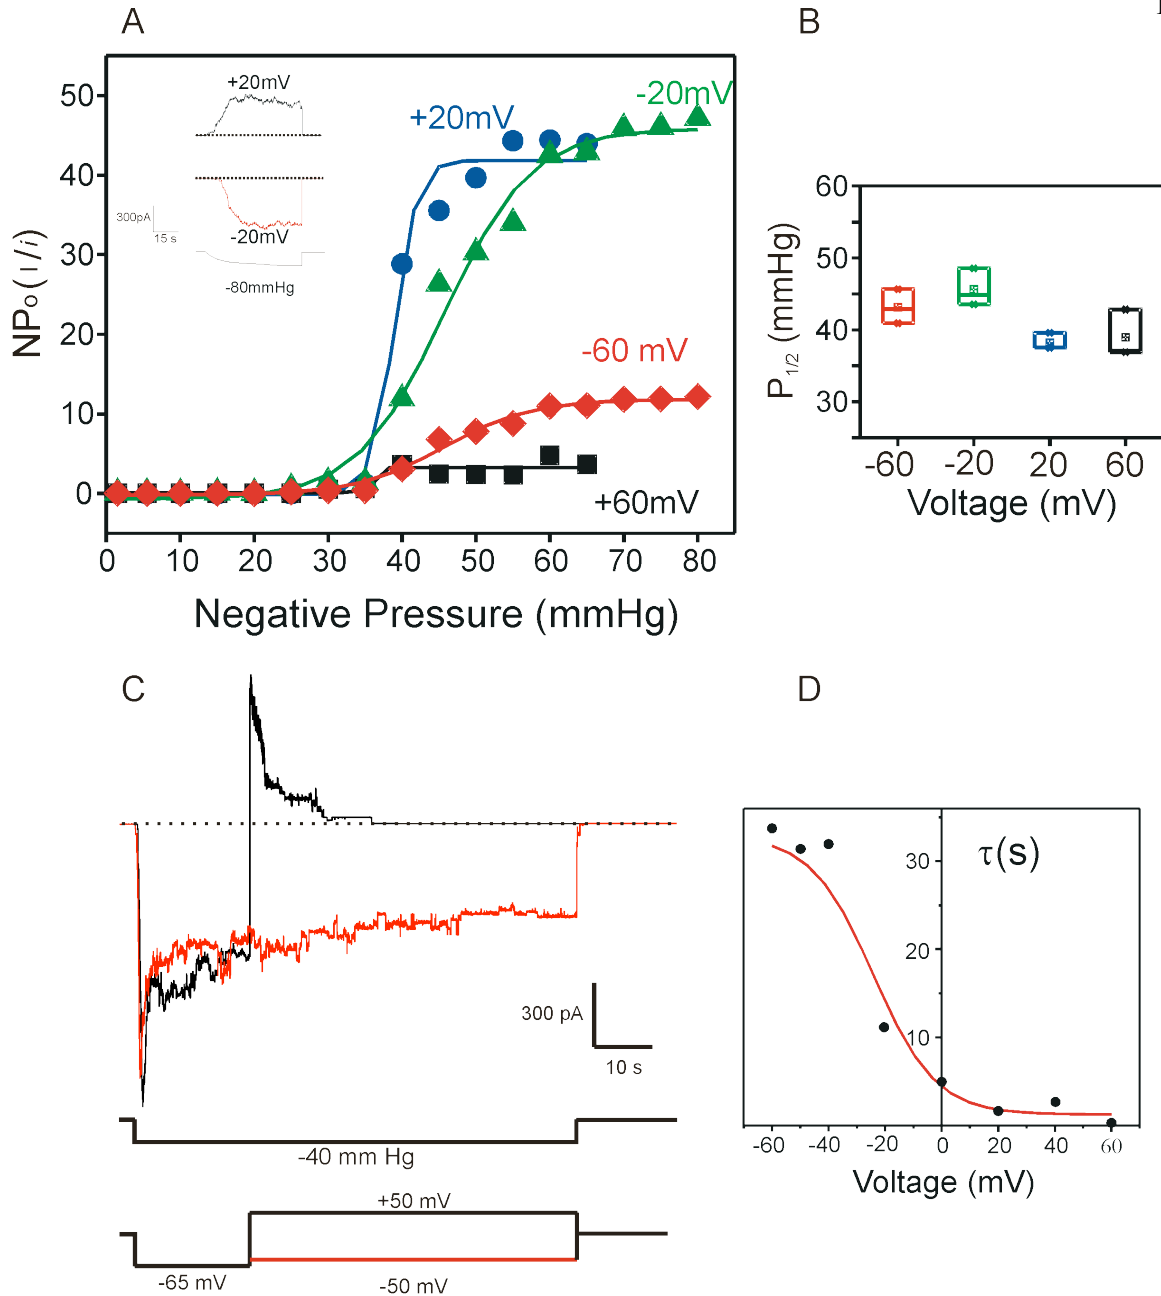 A
B
+20mV
-20mV
300pA
15 s
-80mmHg
+20mV
-20mV
-60 mV
+60mV
50
40
30
20
10
0
NPo (I/i)
0 10 20 30 40 50 60 70 80
Negative Pressure (mmHg)
60
50
40
30
P1/2 (mmHg)
-60 -20 20 60
Voltage (mV)
C
D
300 pA
10 s
-40 mm Hg
+50 mV
-65 mV
-50 mV
τ(s)
30
20
10
-60 -40 -20 0 20 40 60
Voltage (mV)